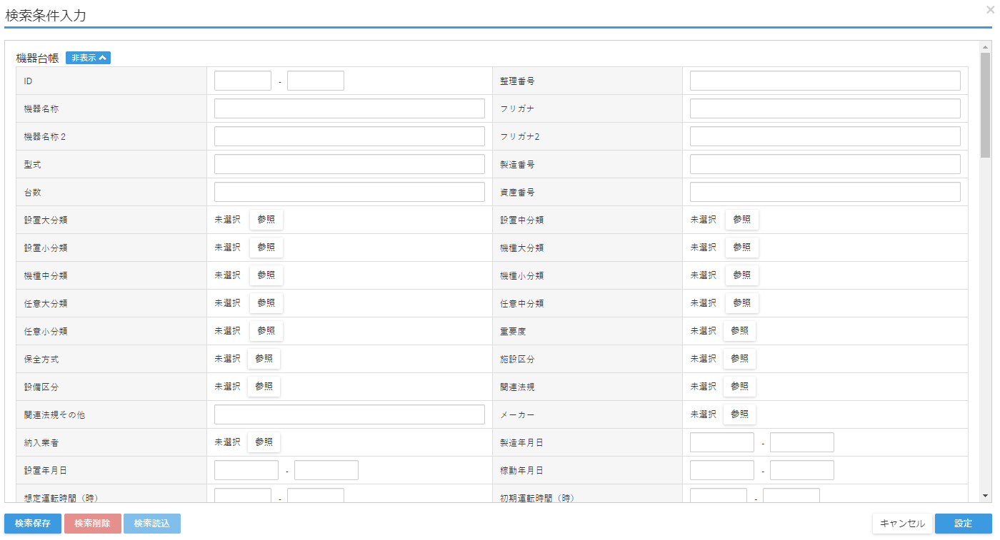 検索条件入力
×
機器台帳 非表示
ID - 整理番号
機器名称 フリガナ
機器名称２ フリガナ2
型式 製造番号
台数 資産番号
設置大分類 未選択 参照 設置中分類 未選択 参照
設置小分類 未選択 参照 機種大分類 未選択 参照
機種中分類 未選択 参照 機種小分類 未選択 参照
任意大分類 未選択 参照 任意中分類 未選択 参照
任意小分類 未選択 参照 重要度 未選択 参照
保全方式 未選択 参照 施設区分 未選択 参照
設備区分 未選択 参照 関連法規 未選択 参照
関連法規その他 メーカー 未選択 参照
納入業者 未選択 参照 製造年月日 -
設置年月日 - 稼動年月日 -
想定運転時間（時） - 初期運転時間（時） -
検索保存 検索削除 検索読込 キャンセル 設定